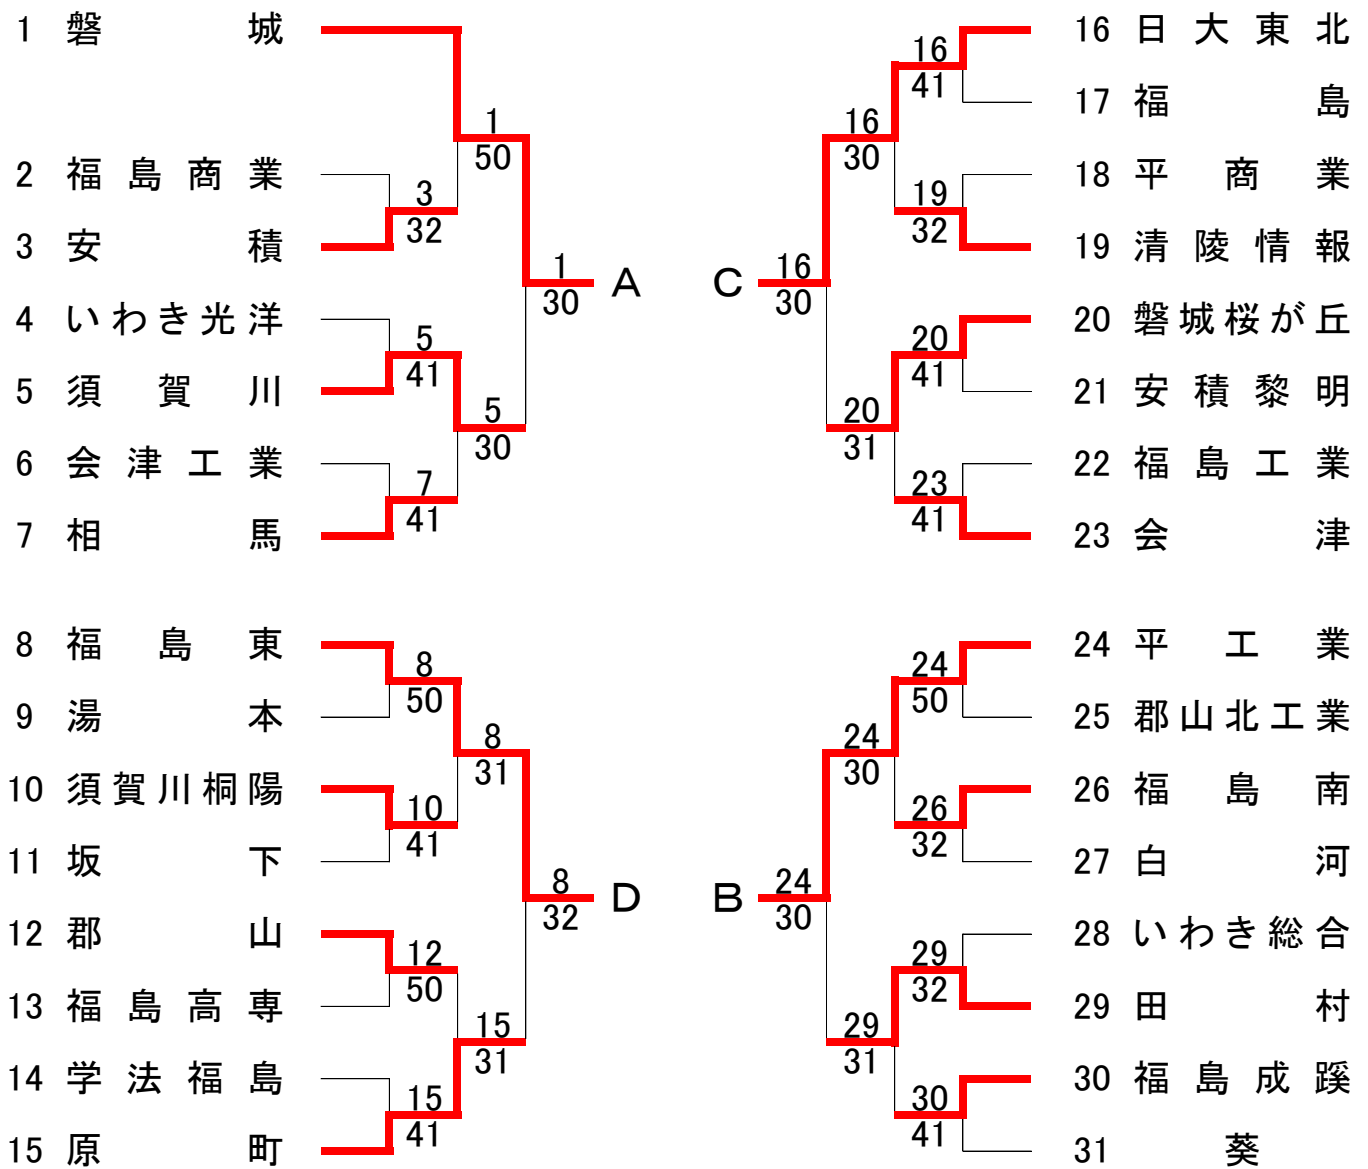 1 磐城
2 福島商業
3 安積
4 いわき光洋
5 須賀川
6 会津工業
7 相馬
8 福島東
9 湯本
10 須賀川桐陽
11 坂下
12 郡山
13 福島高専
14 学法福島
15 原町
3
32
5
41
7
41
8
50
10
41
12
50
15
41
1
50
5
30
8
31
15
31
1
30
A
8
32
D
C
16
30
B
24
30
16
30
20
31
24
30
29
31
16
41
19
32
20
41
23
41
24
50
26
32
29
32
30
41
16 日大東北
17 福島
18 平商業
19 清陵情報
20 磐城桜が丘
21 安積黎明
22 福島工業
23 会津
24 平工業
25 郡山北工業
26 福島南
27 白河
28 いわき総合
29 田村
30 福島成蹊
31 葵